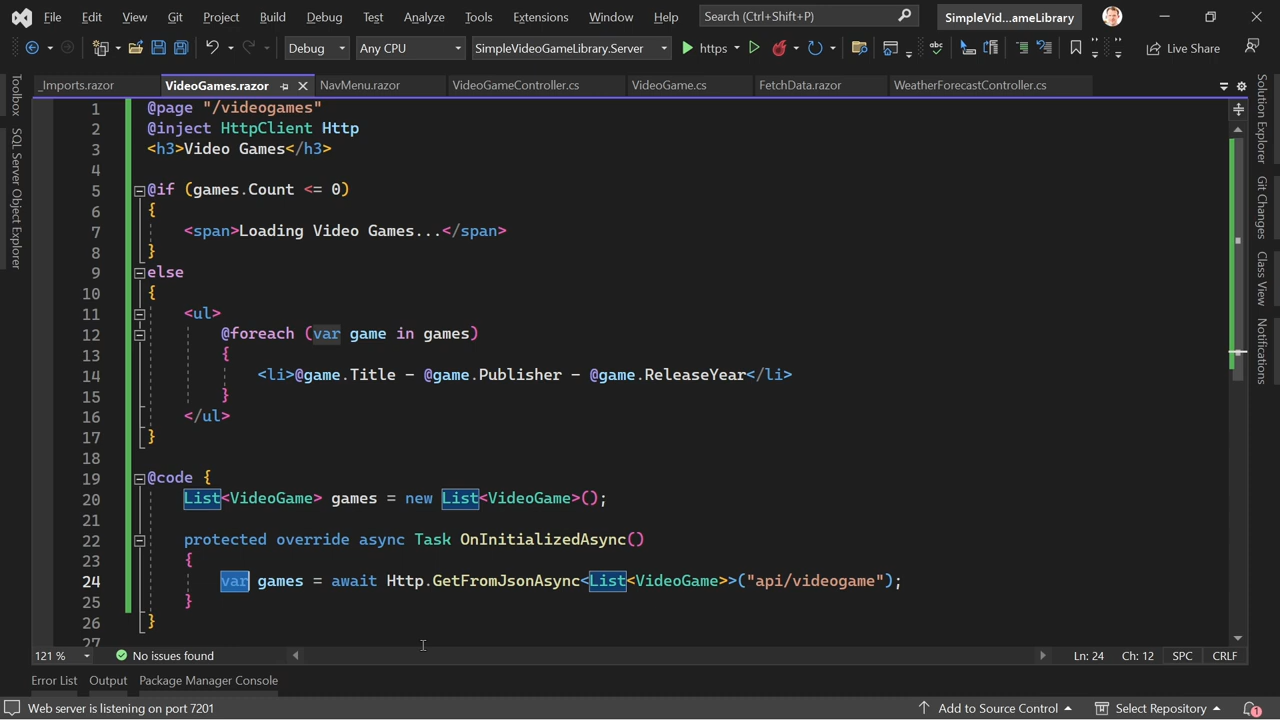 File Edit View Git Project Build Debug Test Analyze Tools Extensions Window Help Search (Ctrl+Shift+P) SimpleVid...ameLibrary
Debug Any CPU SimpleVideoGameLibrary.Server https Live Share
_Imports.razor VideoGames.razor NavMenu.razor VideoGameController.cs VideoGame.cs FetchData.razor WeatherForecastController.cs
Toolbox
SQL Server Object Explorer
1 @page "/videogames"
2 @inject HttpClient Http
3 <h3>Video Games</h3>
4
5 @if (games.Count <= 0)
6 {
7 <span>Loading Video Games...</span>
8 }
9 else
10 {
11 <ul>
12 @foreach (var game in games)
13 {
14 <li>@game.Title - @game.Publisher - @game.ReleaseYear</li>
15 }
16 </ul>
17 }
18
19 @code {
20 List<VideoGame> games = new List<VideoGame>();
21
22 protected override async Task OnInitializedAsync()
23 {
24 var games = await Http.GetFromJsonAsync<List<VideoGame>>("api/videogame");
25 }
26 }
27
Solution Explorer
Git Changes
Class View
Notifications
121 % No issues found Ln: 24 Ch: 12 SPC CRLF
Error List Output Package Manager Console
Web server is listening on port 7201 Add to Source Control Select Repository 1